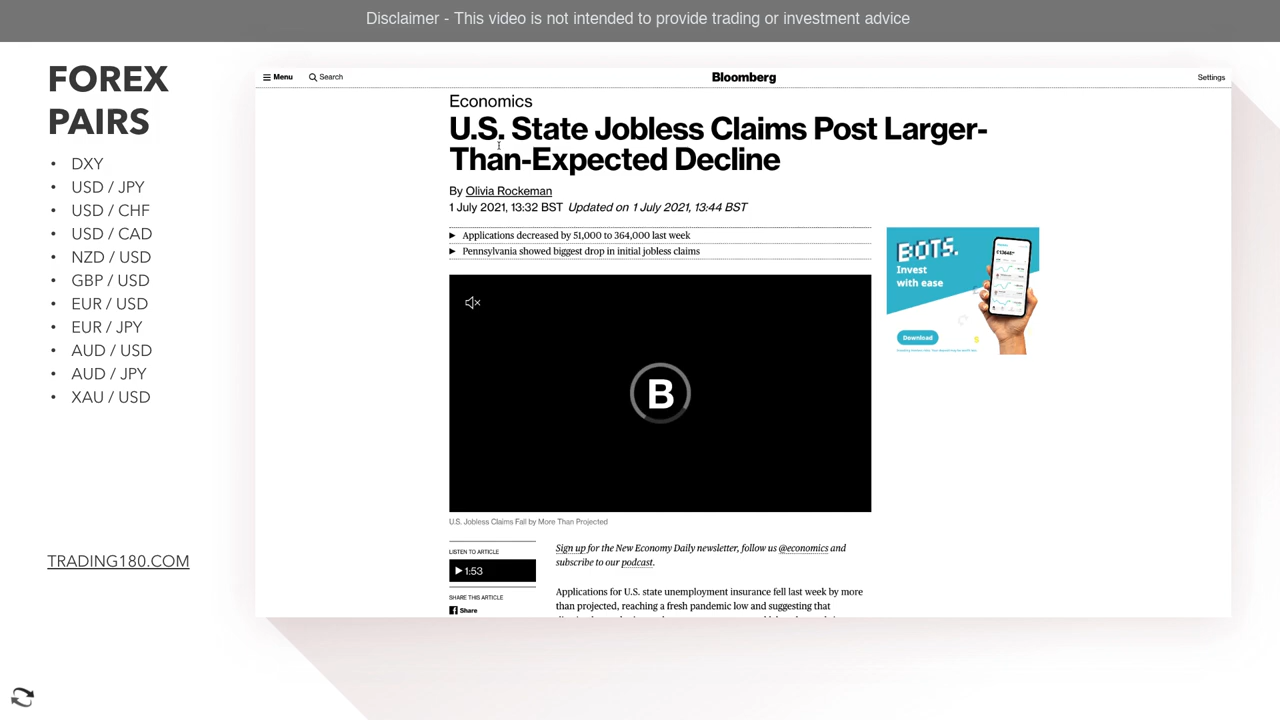 Disclaimer - This video is not intended to provide trading or investment advice
FOREX
PAIRS
• DXY
• USD / JPY
• USD / CHF
• USD / CAD
• NZD / USD
• GBP / USD
• EUR / USD
• EUR / JPY
• AUD / USD
• AUD / JPY
• XAU / USD
TRADING180.COM
Menu
Search
Bloomberg
Settings
Economics
U.S. State Jobless Claims Post Larger-
Than-Expected Decline
By Olivia Rockeman
1 July 2021, 13:32 BST Updated on 1 July 2021, 13:44 BST
Applications decreased by 51,000 to 364,000 last week
Pennsylvania showed biggest drop in initial jobless claims
BOTS.
Invest
with ease
Download
B
U.S. Jobless Claims Fall by More Than Projected
LISTEN TO ARTICLE
1:53
SHARE THIS ARTICLE
Share
Sign up for the New Economy Daily newsletter, follow us @economics and
subscribe to our podcast.
Applications for U.S. state unemployment insurance fell last week by more
than projected, reaching a fresh pandemic low and suggesting that